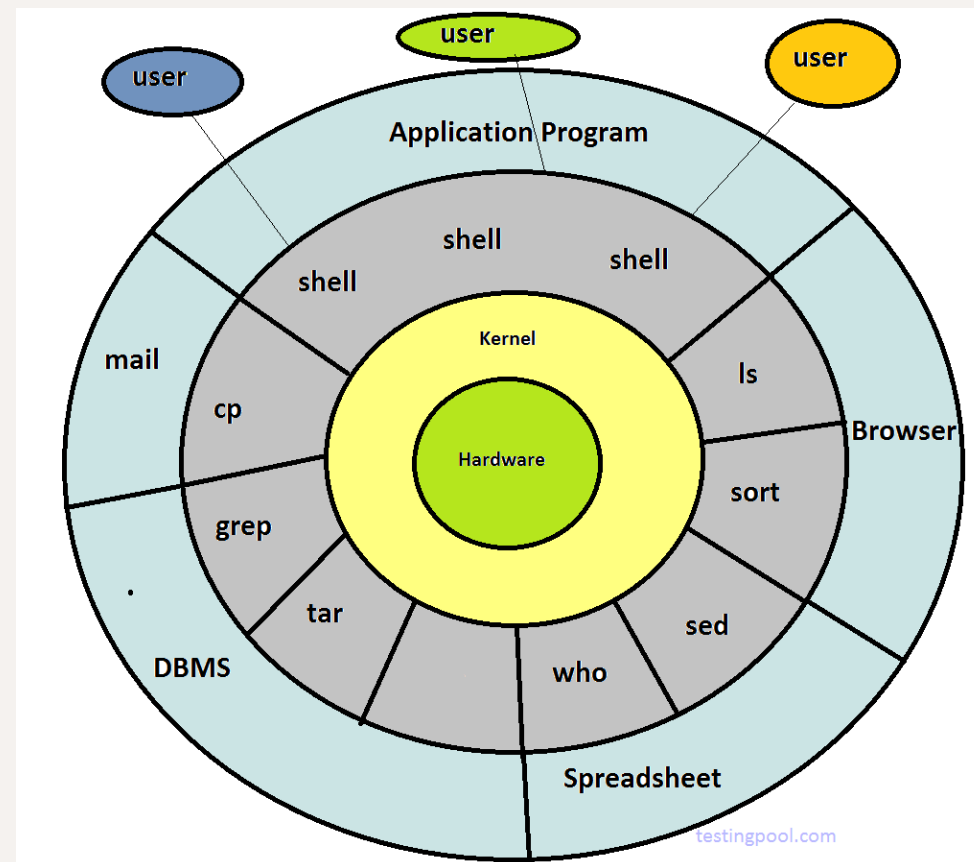 user
user
user
Application Program
shell
shell
shell
Kernel
mail
ls
cp
Browser
Hardware
sort
grep
tar
sed
DBMS
who
Spreadsheet
testingpool.com